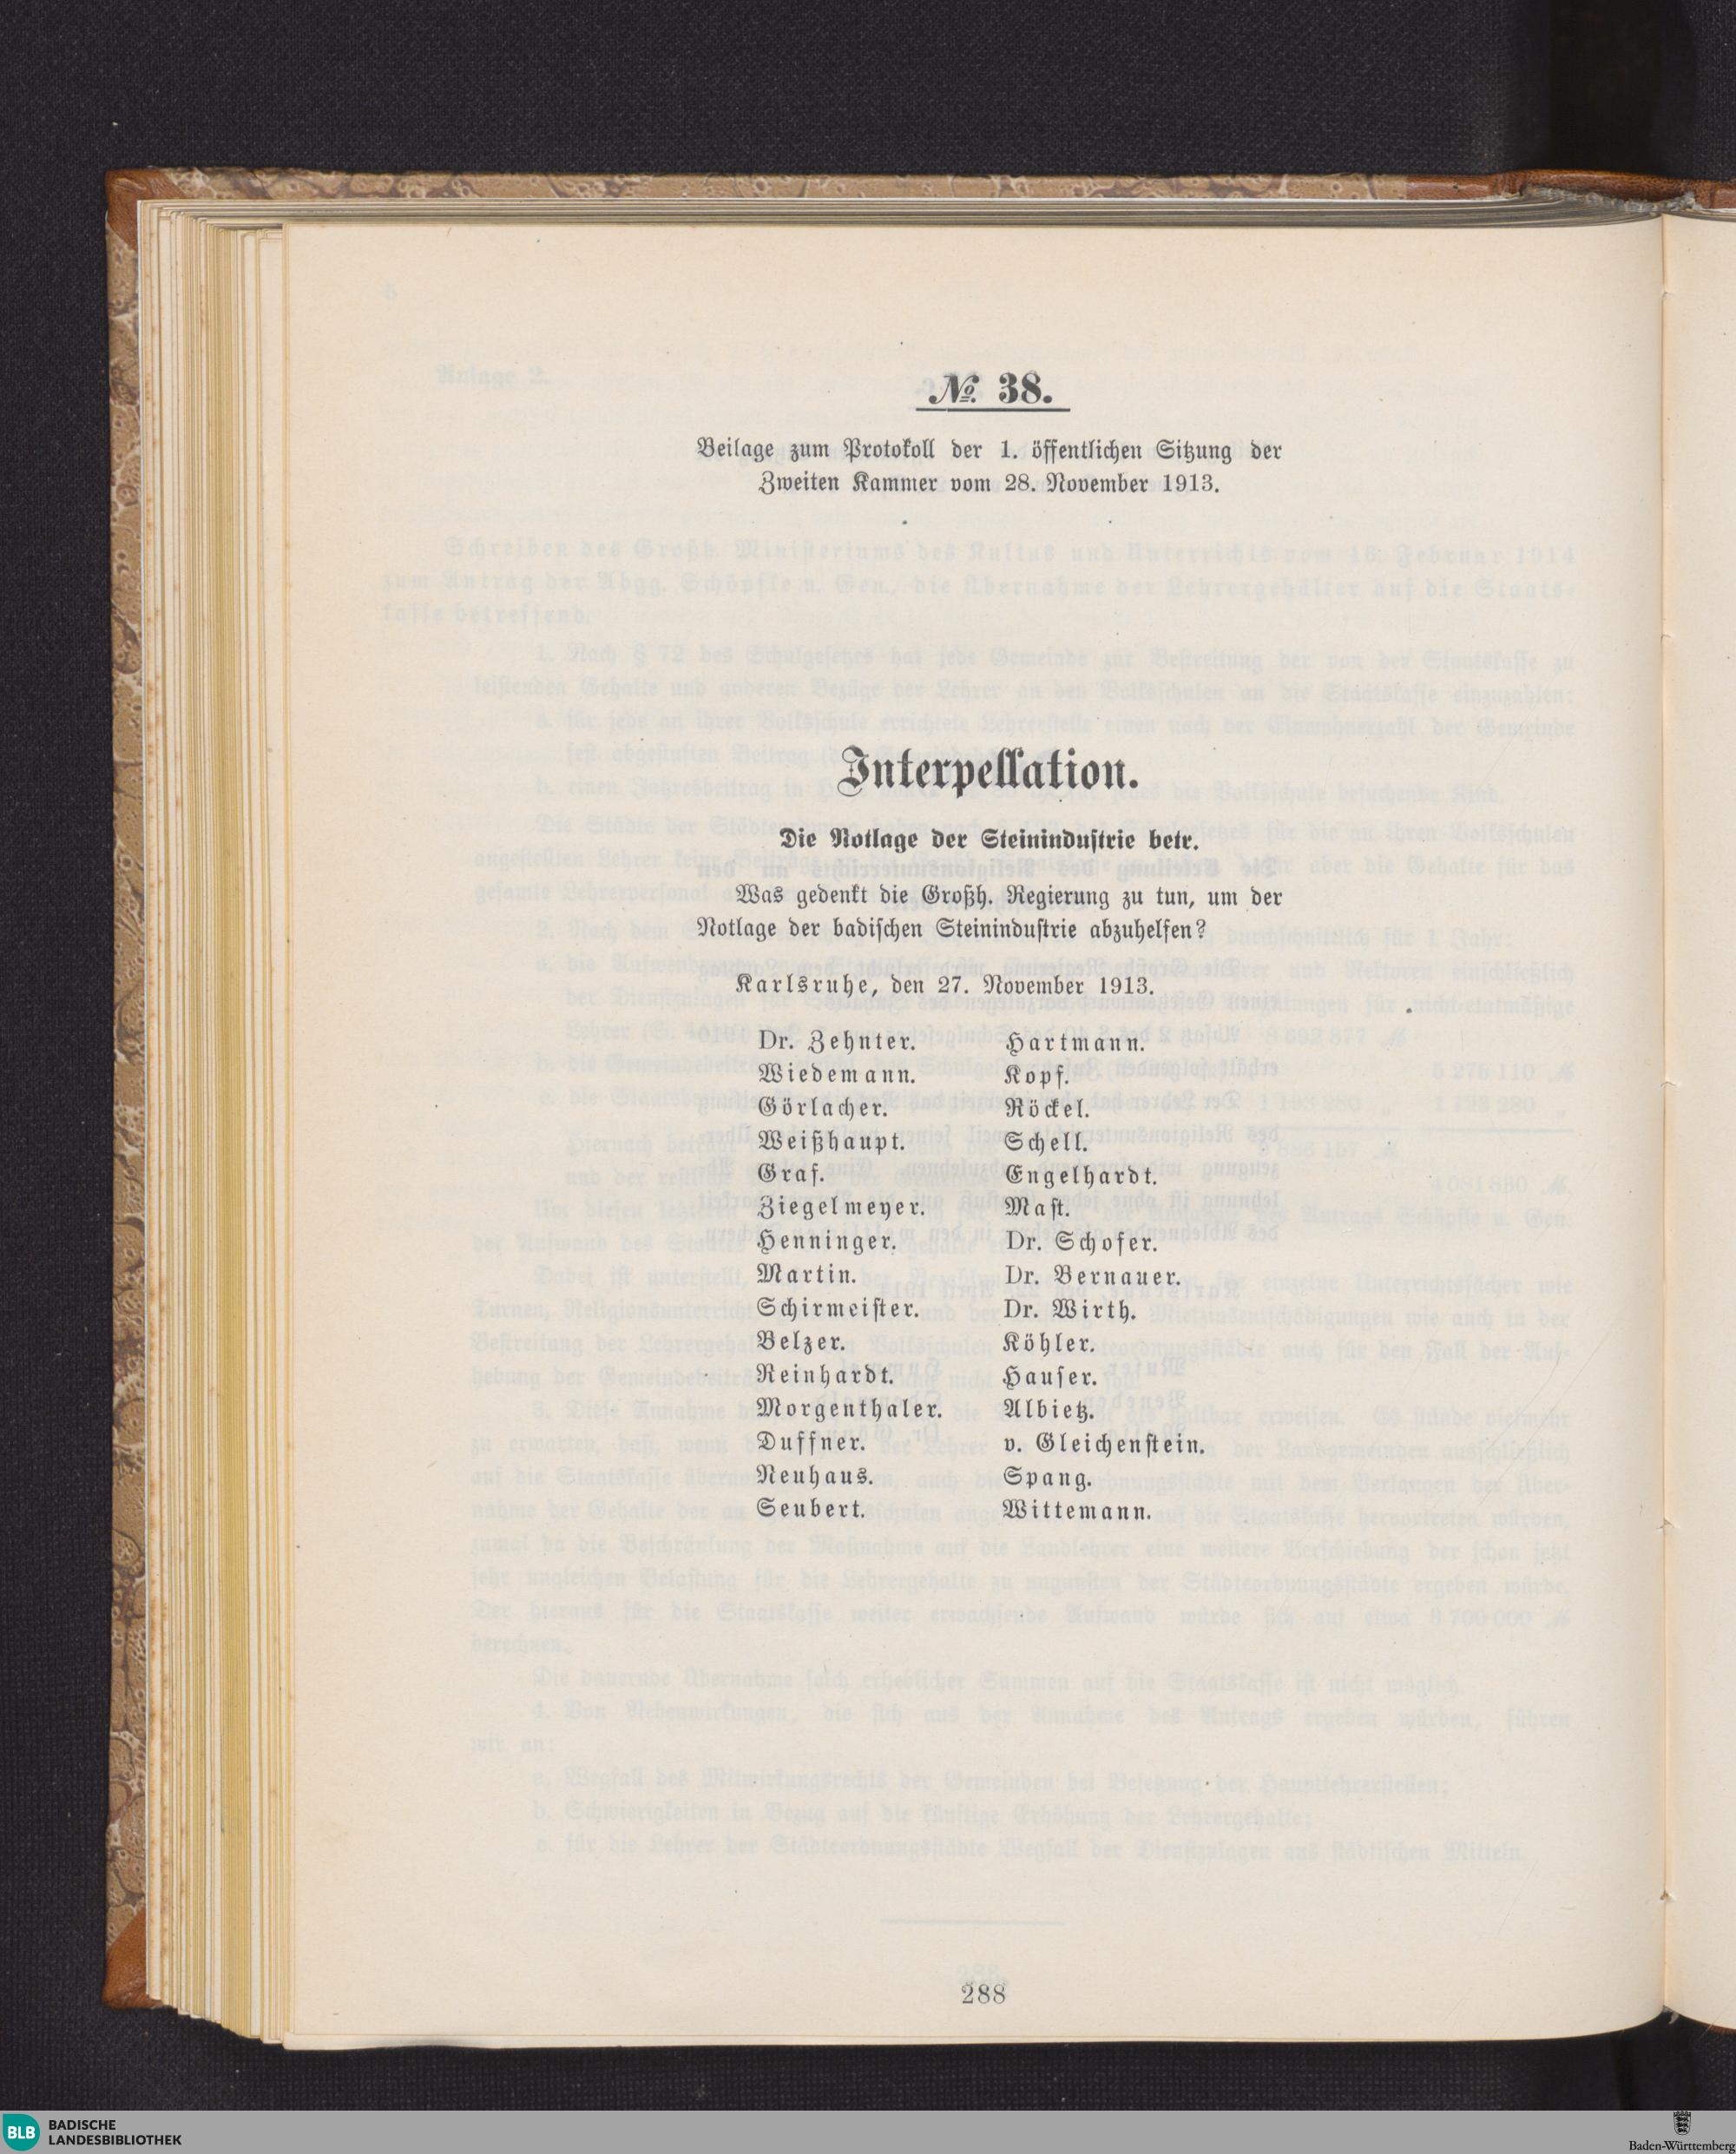 № 38.
Beilage zum Protokoll der 1. öffentlichen Sitzung der
Zweiten Kammer vom 28. November 1913.
Interpellation.
Die Notlage der Steinindustrie betr.
Was gedenkt die Großh. Regierung zu tun, um der
Notlage der badischen Steinindustrie abzuhelfen?
Karlsruhe, den 27. November 1913.
Dr. Zehnter. Hartmann.
Wiedemann. Kopf.
Görlacher. Röckel.
Weißhaupt. Schell.
Graf. Engelhardt.
Ziegelmeyer. Mast.
Henninger. Dr. Schofer.
Martin. Dr. Bernauer.
Schirmeister. Dr. Wirth.
Belzer. Köhler.
Reinhardt. Hauser.
Morgenthaler. Albietz.
Duffner. v. Gleichenstein.
Neuhaus. Spang.
Seubert. Wittemann.
288
BLB BADISCHE
LANDESBIBLIOTHEK
Baden-Württemberg